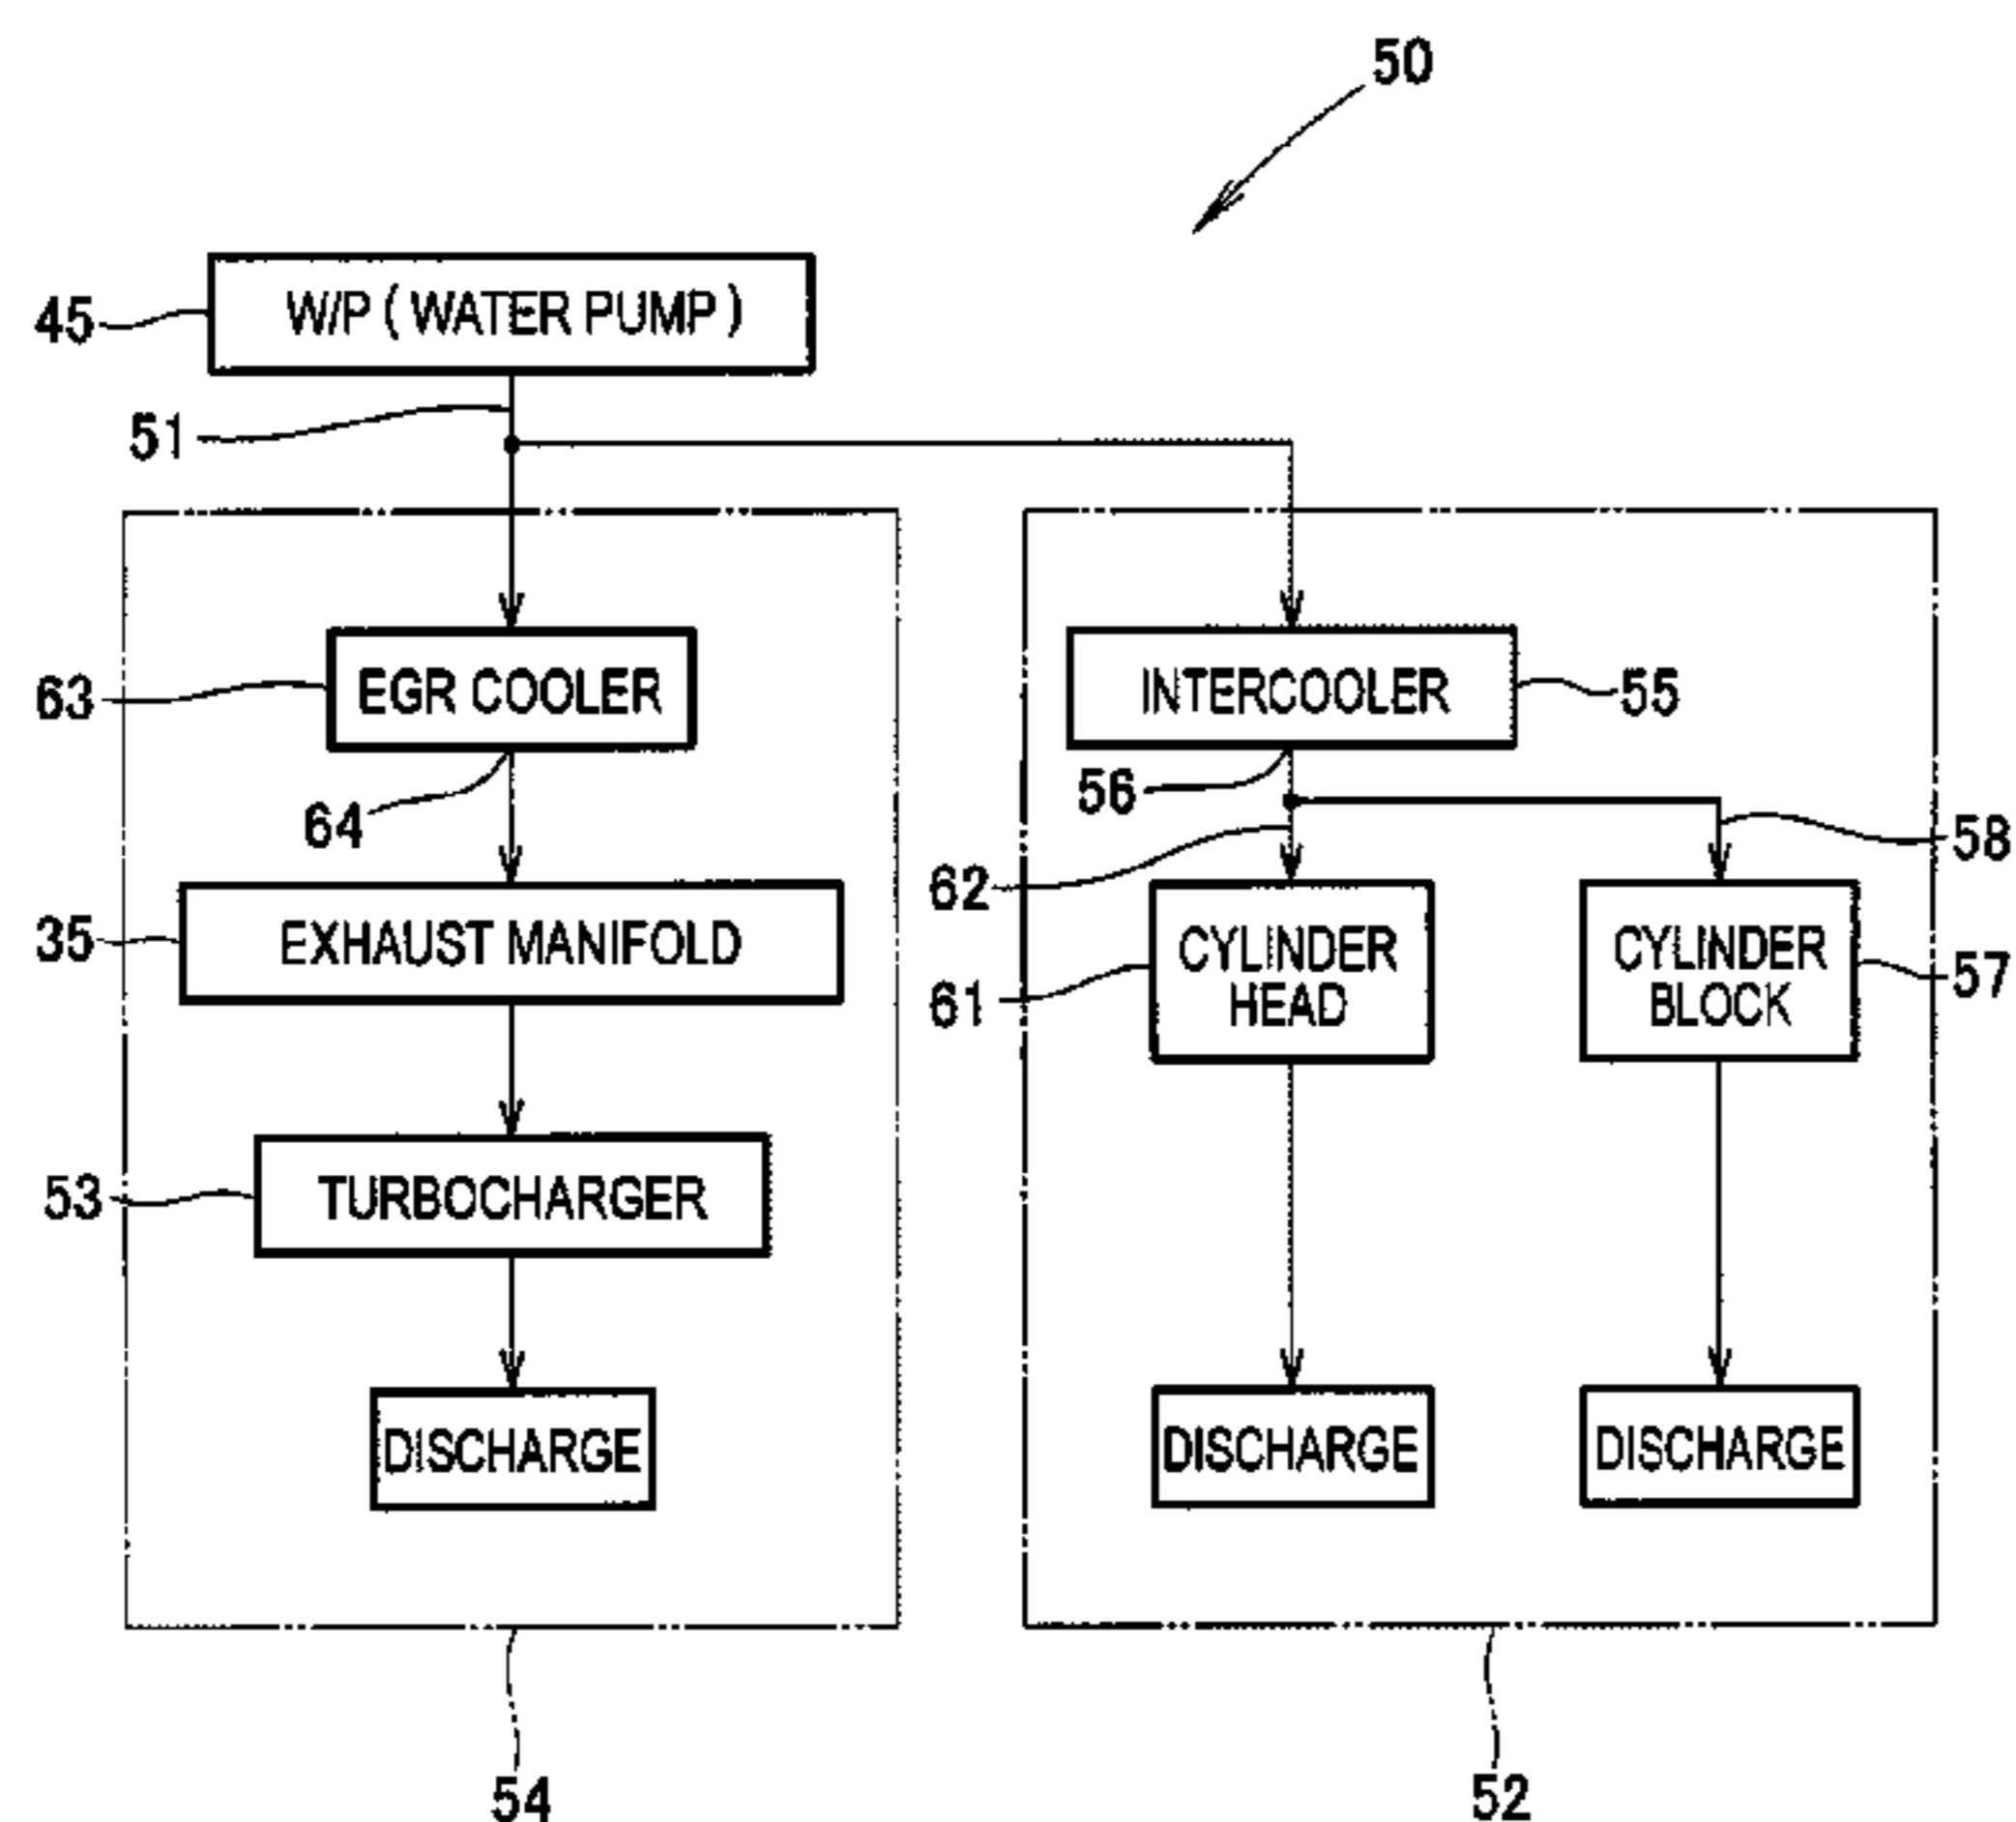 50
45
W/P ( WATER PUMP )
51
63
EGR COOLER
64
INTERCOOLER
55
56
58
62
35
EXHAUST MANIFOLD
61
CYLINDER
HEAD
CYLINDER
BLOCK
57
53
TURBOCHARGER
DISCHARGE
DISCHARGE
DISCHARGE
54
52